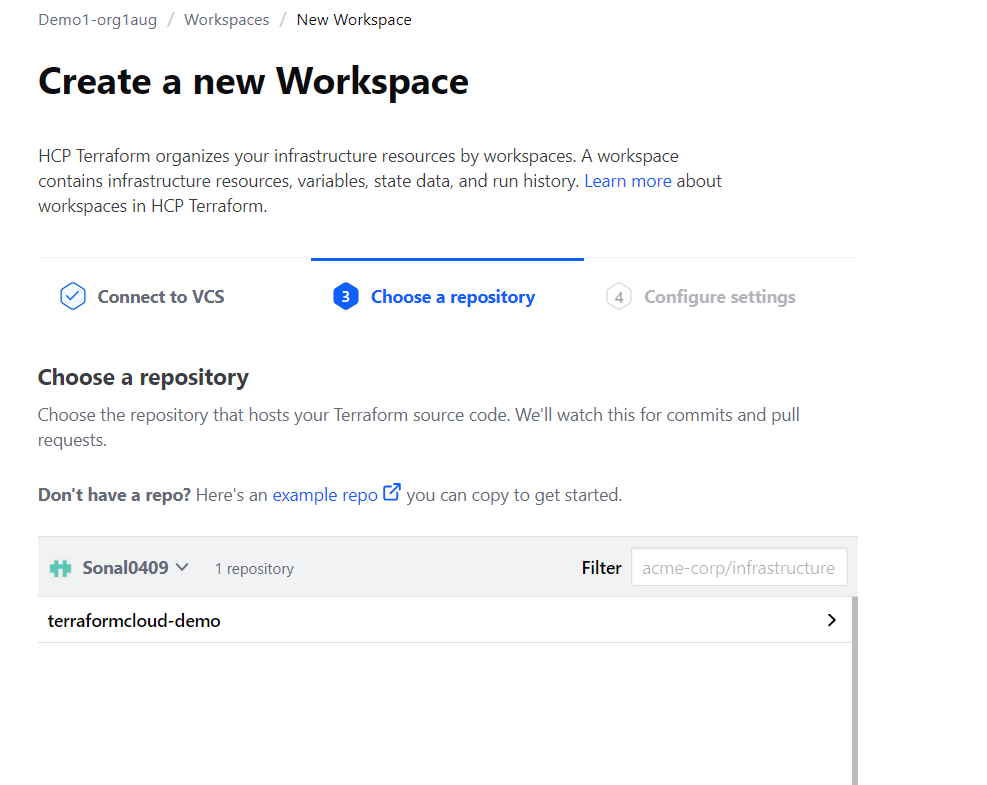 Demo1-org1aug / Workspaces / New Workspace
Create a new Workspace
HCP Terraform organizes your infrastructure resources by workspaces. A workspace
contains infrastructure resources, variables, state data, and run history. Learn more about
workspaces in HCP Terraform.
Connect to VCS
3 Choose a repository
4 Configure settings
Choose a repository
Choose the repository that hosts your Terraform source code. We'll watch this for commits and pull
requests.
Don't have a repo? Here's an example repo you can copy to get started.
Sonal0409 1 repository Filter acme-corp/infrastructure
terraformcloud-demo